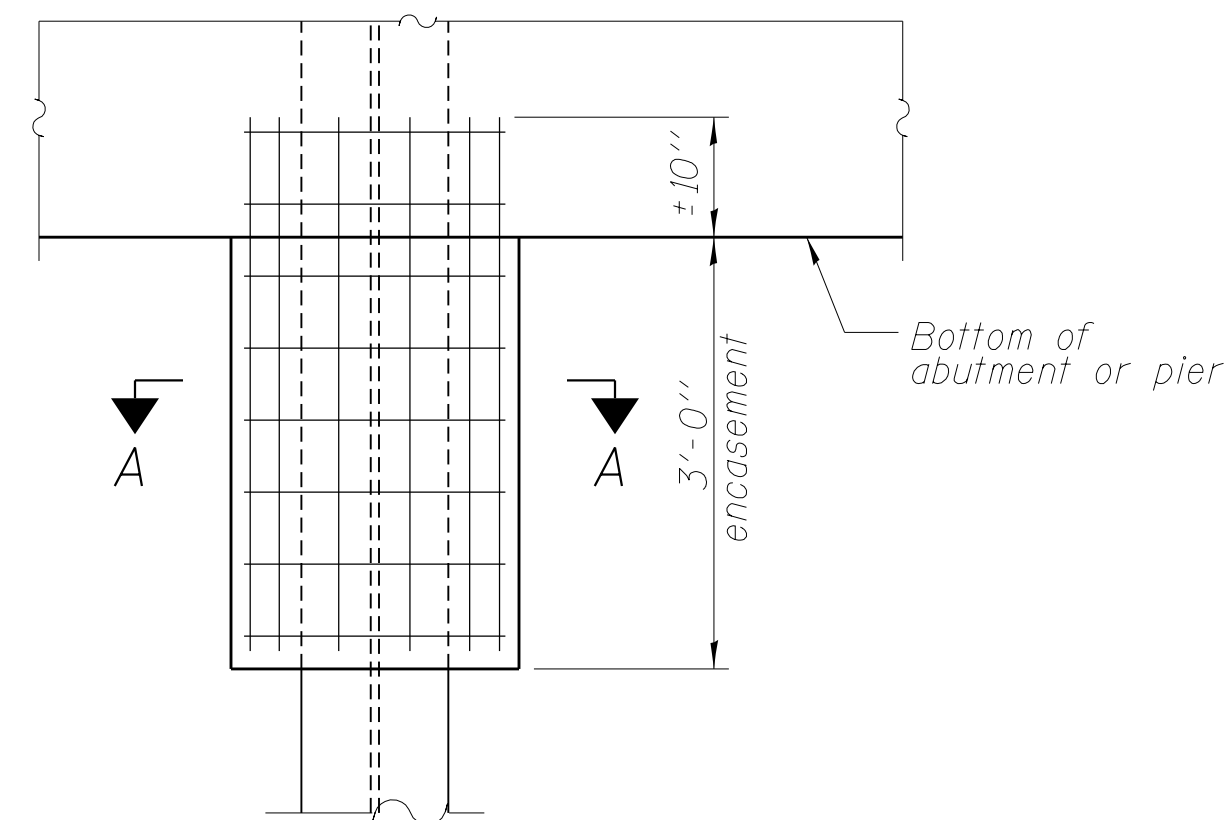 ±10''
Bottom of
abutment or pier
3'-0''
encasement
A
A